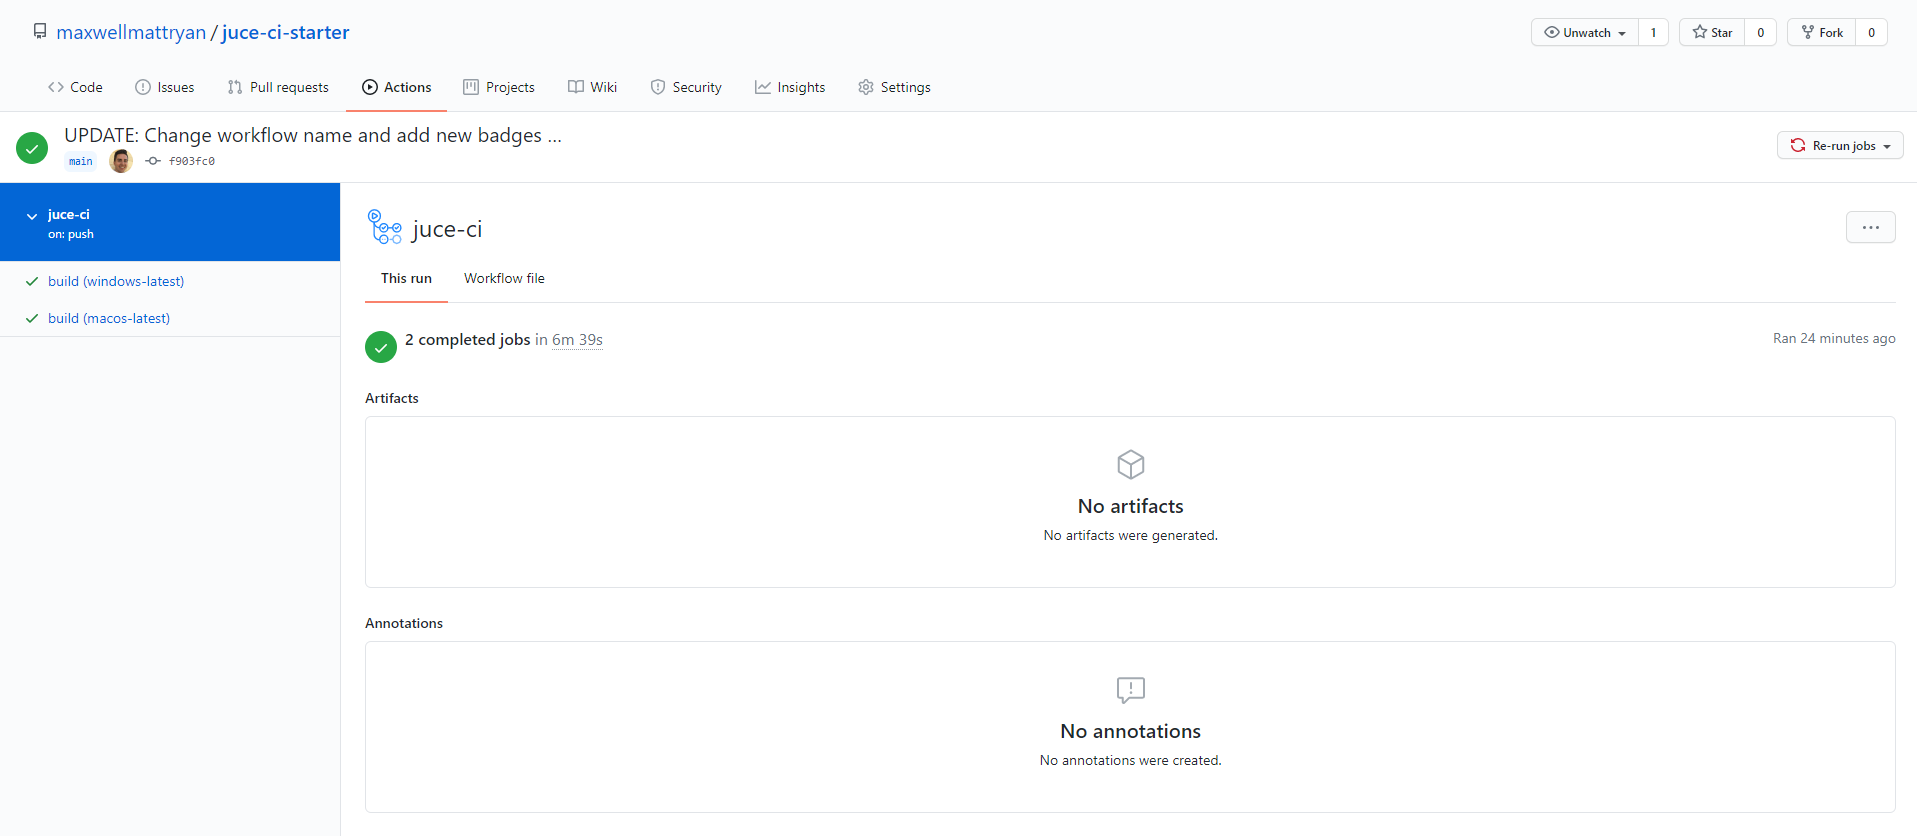 maxwellmattryan / juce-ci-starter
Unwatch 1 Star 0 Fork 0
Code Issues Pull requests Actions Projects Wiki Security Insights Settings
UPDATE: Change workflow name and add new badges ...
main f903fc0
Re-run jobs
juce-ci
on: push
build (windows-latest)
build (macos-latest)
juce-ci
This run Workflow file
2 completed jobs in 6m 39s
Ran 24 minutes ago
Artifacts
No artifacts
No artifacts were generated.
Annotations
No annotations
No annotations were created.